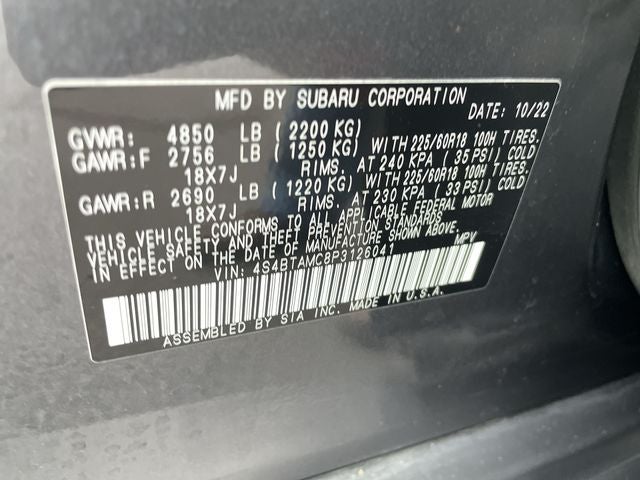 MFD BY SUBARU CORPORATION DATE: 10/22
GVWR: 4850 LB (2200 KG)
GAWR:F 2756 LB (1250 KG) WITH 225/60R18 100H TIRES.
18X7J RIMS. AT 240 KPA (35 PSI) COLD
GAWR:R 2690 LB (1220 KG) WITH 225/60R18 100H TIRES.
18X7J RIMS. AT 230 KPA (33 PSI) COLD
THIS VEHICLE CONFORMS TO ALL APPLICABLE FEDERAL MOTOR
VEHICLE SAFETY AND THEFT PREVENTION STANDARDS
IN EFFECT ON THE DATE OF MANUFACTURE SHOWN ABOVE.
VIN: 4S4BTAMC8P3126041 MPV
ASSEMBLED BY SIA INC. MADE IN U.S.A.